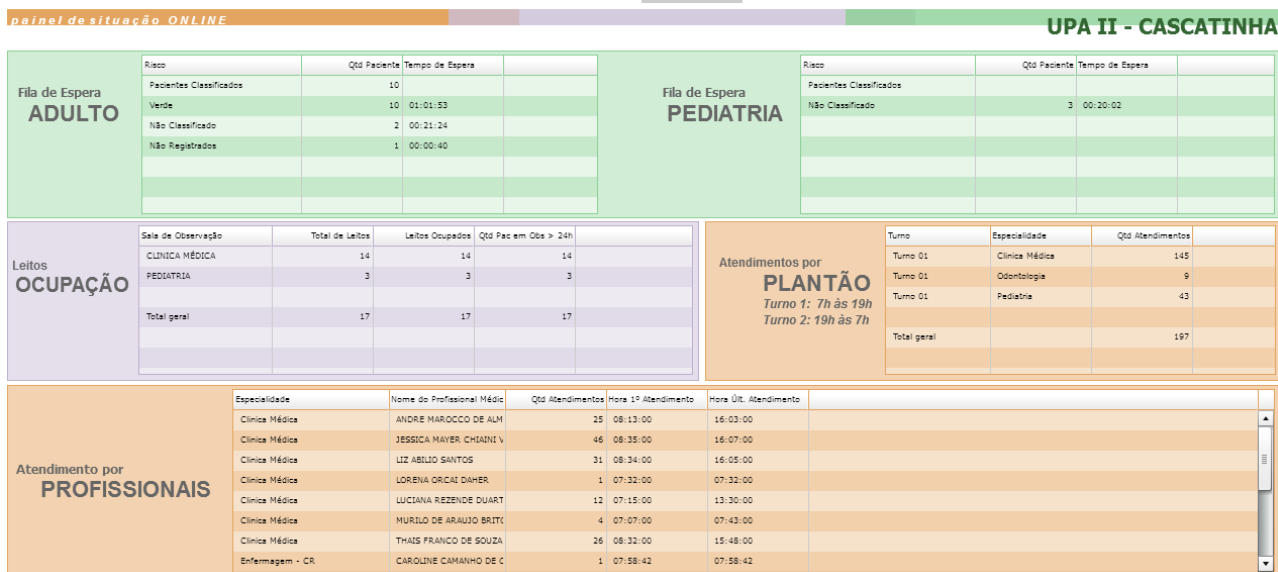 painel de situação ONLINE
UPA II - CASCATINHA
Fila de Espera
ADULTO
Risco Qtd Paciente Tempo de Espera
Pacientes Classificados 10
Verde 10 01:01:53
Não Classificado 2 00:21:24
Não Registrados 1 00:00:40
Fila de Espera
PEDIATRIA
Risco Qtd Paciente Tempo de Espera
Pacientes Classificados
Não Classificado 3 00:20:02
Leitos
OCUPAÇÃO
Sala de Observação Total de Leitos Leitos Ocupados Qtd Pac em Obs > 24h
CLINICA MÉDICA 14 14 14
PEDIATRIA 3 3 3
Total geral 17 17 17
Atendimentos por
PLANTÃO
Turno 1: 7h às 19h
Turno 2: 19h às 7h
Turno Especialidade Qtd Atendimentos
Turno 01 Clinica Médica 145
Turno 01 Odontologia 9
Turno 01 Pediatria 43
Total geral 197
Atendimento por
PROFISSIONAIS
Especialidade Nome do Profissional Médic Qtd Atendimentos Hora 1º Atendimento Hora Últ. Atendimento
Clinica Médica ANDRE MAROCCO DE ALM 25 08:13:00 16:03:00
Clinica Médica JESSICA MAYER CHIAINI V 46 08:35:00 16:07:00
Clinica Médica LIZ ABILIO SANTOS 31 08:34:00 16:05:00
Clinica Médica LORENA ORCAI DAHER 1 07:32:00 07:32:00
Clinica Médica LUCIANA REZENDE DUART 12 07:15:00 13:30:00
Clinica Médica MURILO DE ARAUJO BRITO 4 07:07:00 07:43:00
Clinica Médica THAIS FRANCO DE SOUZA 26 08:32:00 15:48:00
Enfermagem - CR CAROLINE CAMANHO DE C 1 07:58:42 07:58:42